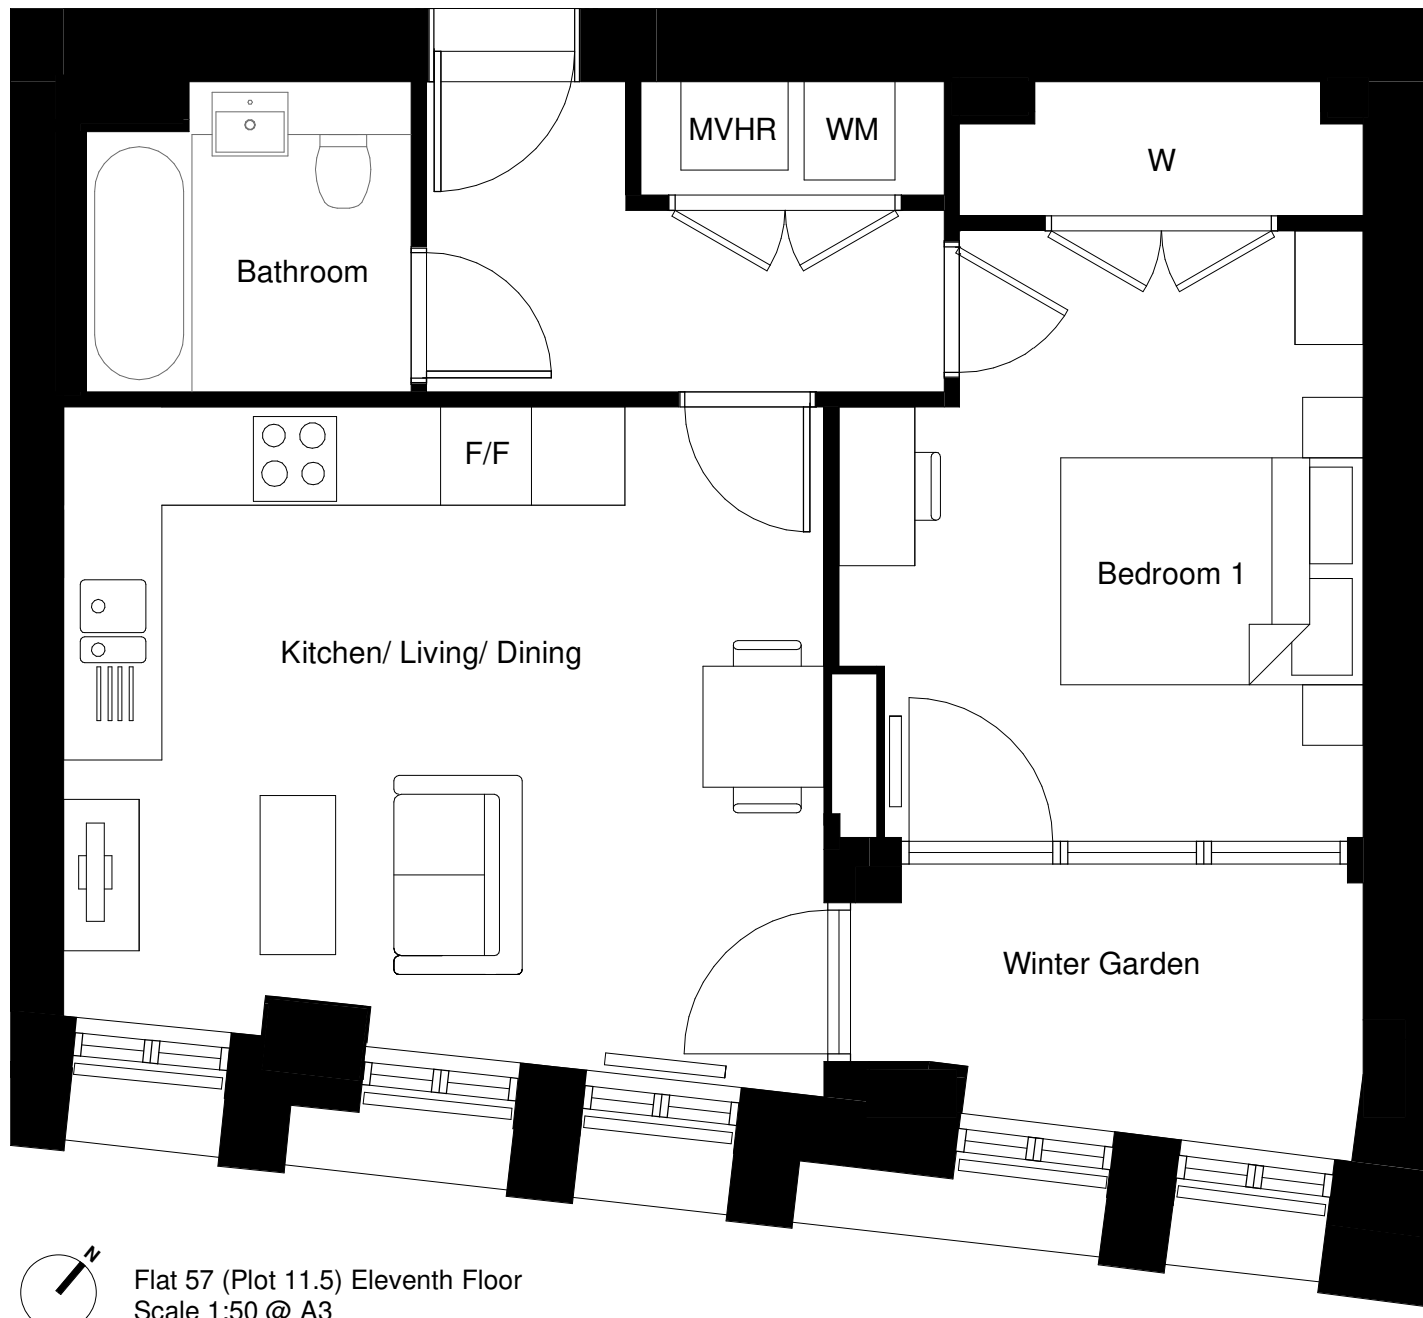 MVHR WM
W
Bathroom
F/F
Bedroom 1
Kitchen/ Living/ Dining
Winter Garden
N
Flat 57 (Plot 11.5) Eleventh Floor
Scale 1:50 @ A3